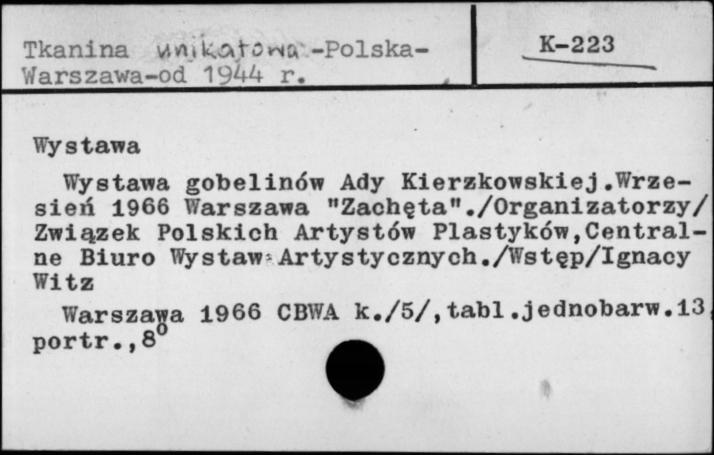 Tkanina unikatowa-Polska-
Warszawa-od 1944 r.
K-223
Wystawa
Wystawa gobelinów Ady Kierzkowskiej.Wrze-
sień 1966 Warszawa "Zachęta"./Organizatorzy/
Związek Polskich Artystów Plastyków,Central-
ne Biuro Wystaw Artystycznych./Wstęp/Ignacy
Witz
Warszawa 1966 CBWA k./5/,tabl.jednobarw.13,
portr.,8⁰